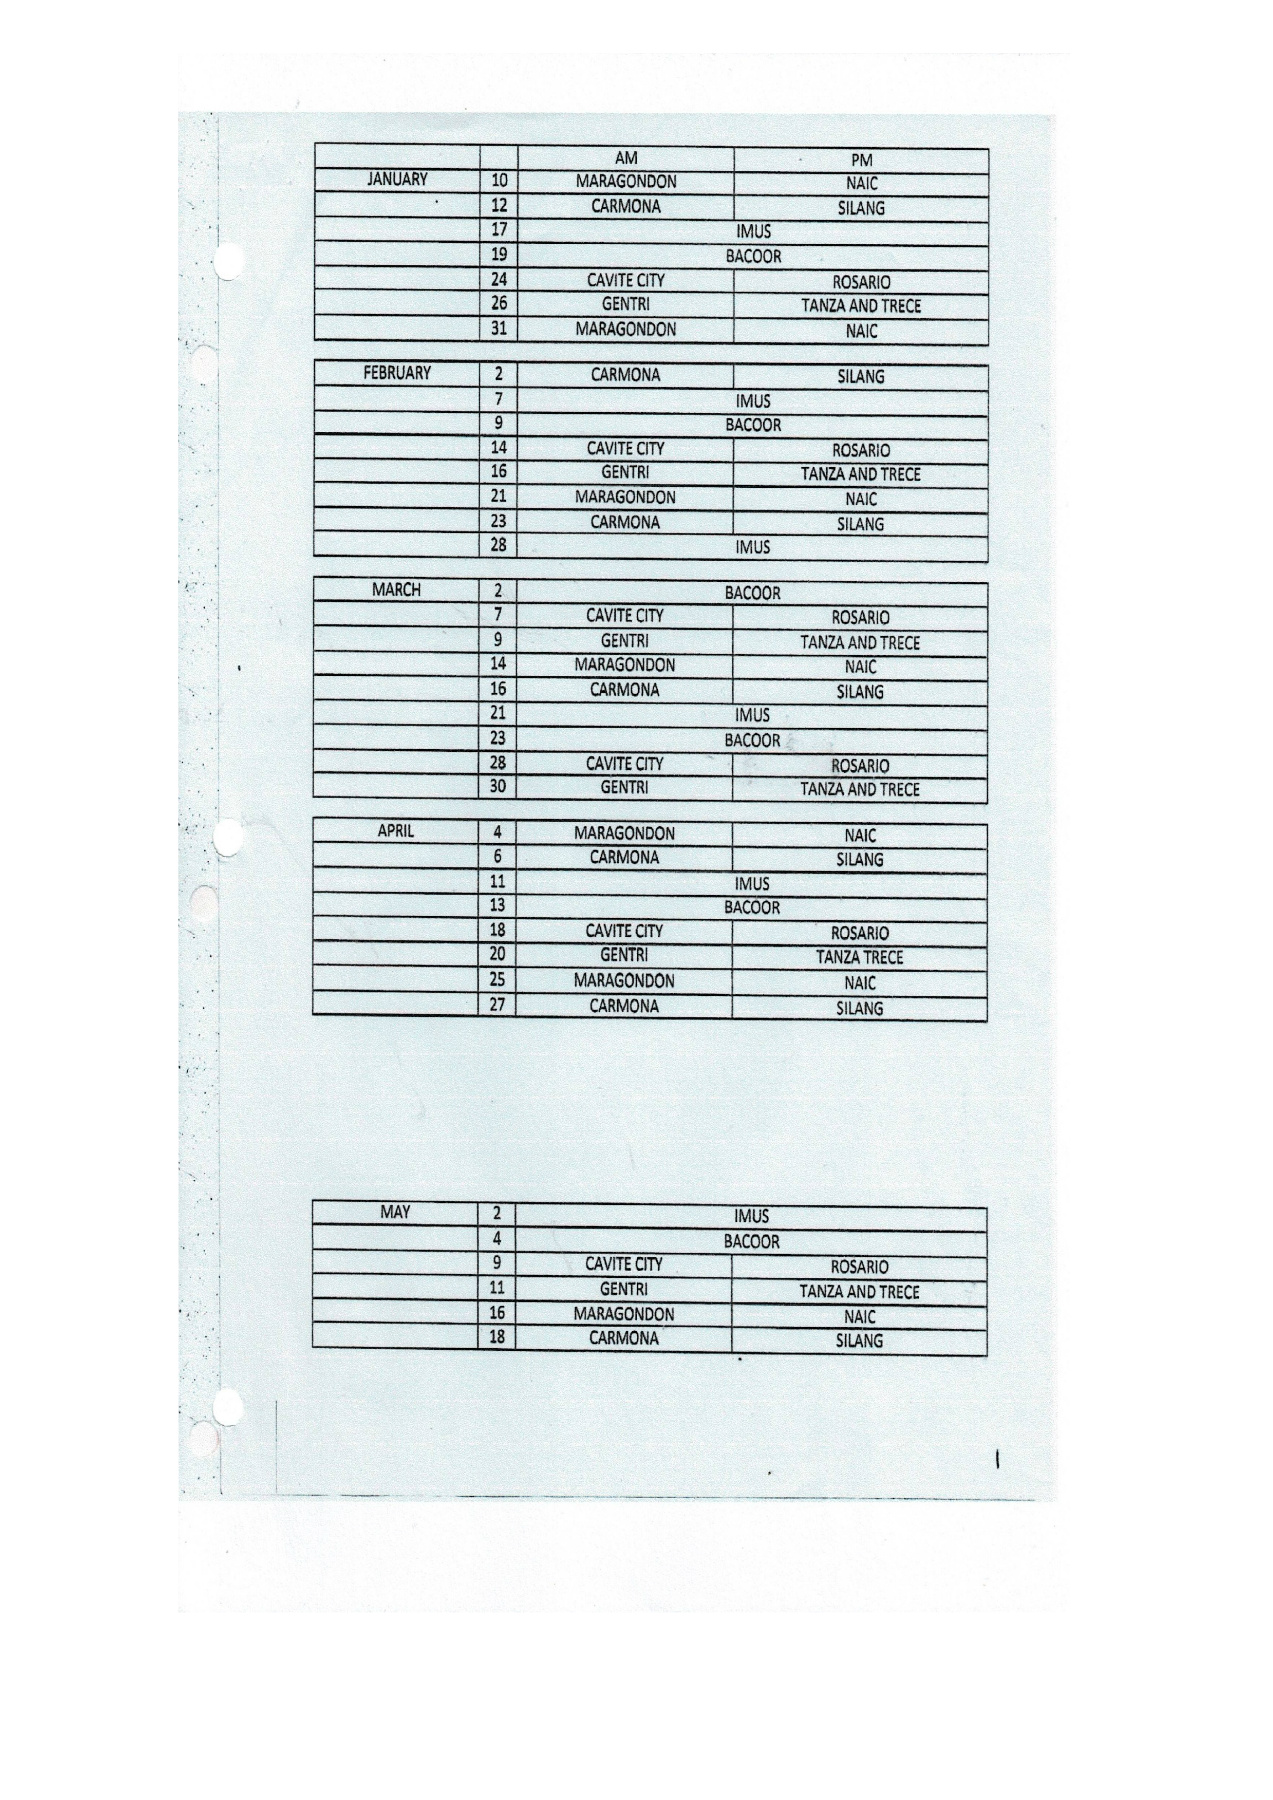 AM PM
JANUARY 10 MARAGONDON NAIC
12 CARMONA SILANG
17 IMUS
19 BACOOR
24 CAVITE CITY ROSARIO
26 GENTRI TANZA AND TRECE
31 MARAGONDON NAIC
FEBRUARY 2 CARMONA SILANG
7 IMUS
9 BACOOR
14 CAVITE CITY ROSARIO
16 GENTRI TANZA AND TRECE
21 MARAGONDON NAIC
23 CARMONA SILANG
28 IMUS
MARCH 2 BACOOR
7 CAVITE CITY ROSARIO
9 GENTRI TANZA AND TRECE
14 MARAGONDON NAIC
16 CARMONA SILANG
21 IMUS
23 BACOOR
28 CAVITE CITY ROSARIO
30 GENTRI TANZA AND TRECE
APRIL 4 MARAGONDON NAIC
6 CARMONA SILANG
11 IMUS
13 BACOOR
18 CAVITE CITY ROSARIO
20 GENTRI TANZA TRECE
25 MARAGONDON NAIC
27 CARMONA SILANG
MAY 2 IMUS
4 BACOOR
9 CAVITE CITY ROSARIO
11 GENTRI TANZA AND TRECE
16 MARAGONDON NAIC
18 CARMONA SILANG